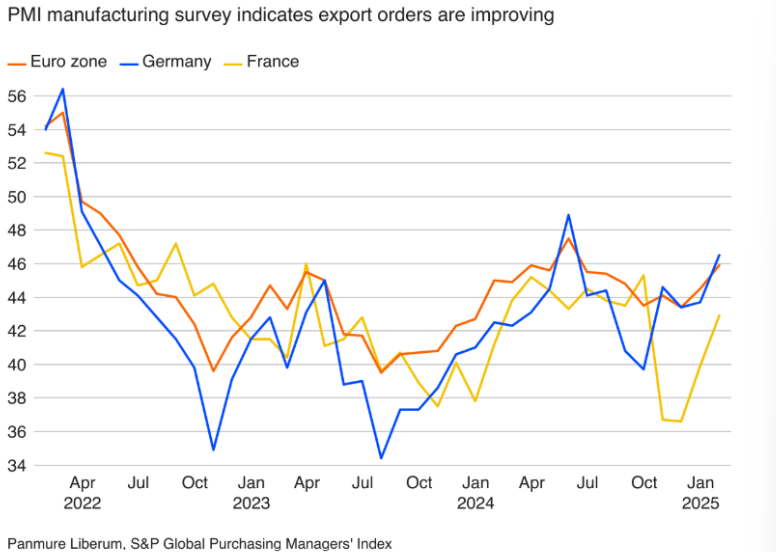 PMI manufacturing survey indicates export orders are improving
Euro zone Germany France
56
54
52
50
48
46
44
42
40
38
36
34
Apr Jul Oct Jan Apr Jul Oct Jan Apr Jul Oct Jan
2022 2023 2024 2025
Panmure Liberum, S&P Global Purchasing Managers' Index